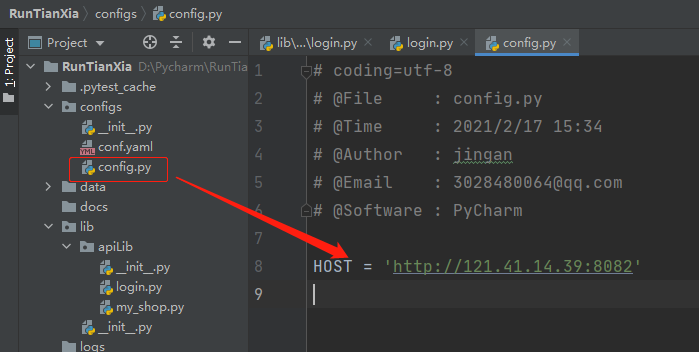 RunTianXia > configs > config.py
1: Project
Project
RunTianXia D:\Pycharm\RunTia
.pytest_cache
configs
__init__.py
conf.yaml
config.py
data
docs
lib
apiLib
__init__.py
login.py
my_shop.py
__init__.py
logs
lib\...\login.py
login.py
config.py
1 # coding=utf-8
2 # @File : config.py
3 # @Time : 2021/2/17 15:34
4 # @Author : jingan
5 # @Email : 3028480064@qq.com
6 # @Software : PyCharm
7
8 HOST = 'http://121.41.14.39:8082'
9